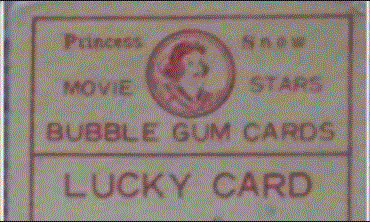 Princess Snow
MOVIE STARS
BUBBLE GUM CARDS
LUCKY CARD